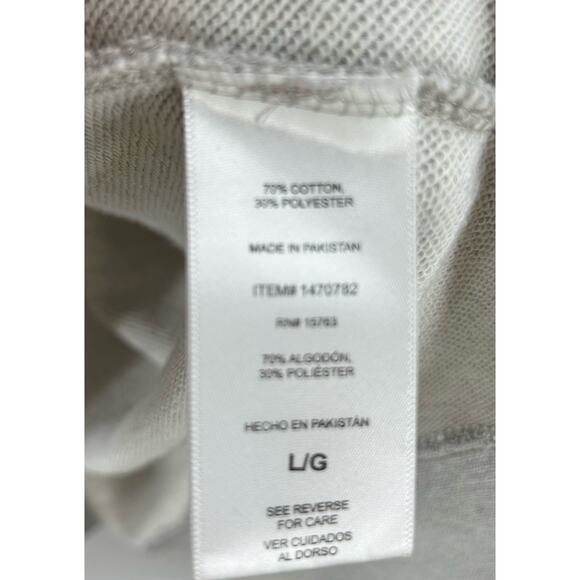 70% COTTON,
30% POLYESTER
MADE IN PAKISTAN
ITEM# 1470782
RN# 15763
70% ALGODÓN,
30% POLIÉSTER
HECHO EN PAKISTÁN
L/G
SEE REVERSE
FOR CARE
VER CUIDADOS
AL DORSO